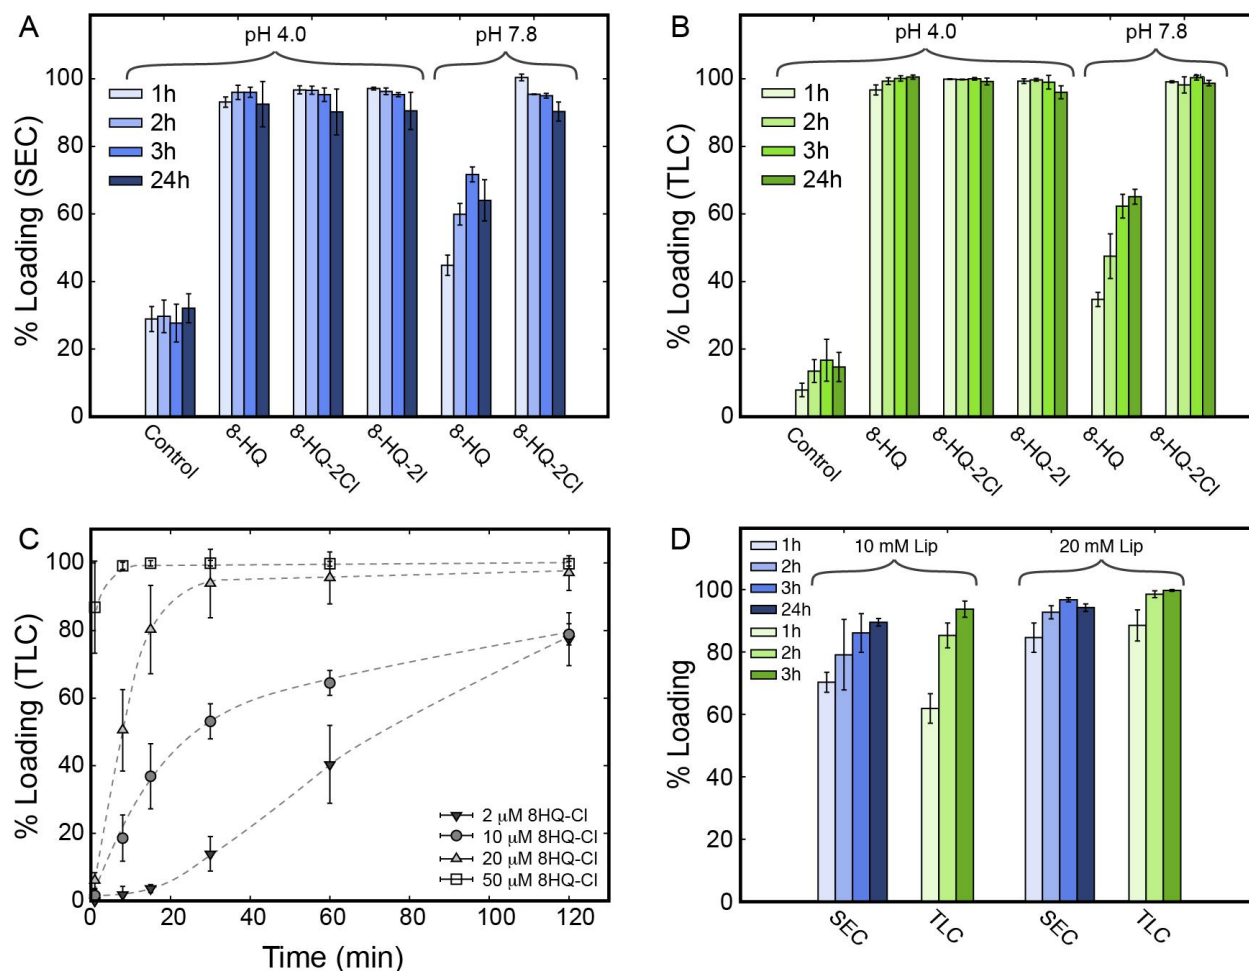 A
pH 4.0
pH 7.8
% Loading (SEC)
100
80
60
40
20
0
1h
2h
3h
24h
Control
8-HQ
8-HQ-2Cl
8-HQ-2I
8-HQ
8-HQ-2Cl
B
pH 4.0
pH 7.8
% Loading (TLC)
100
80
60
40
20
0
1h
2h
3h
24h
Control
8-HQ
8-HQ-2Cl
8-HQ-2I
8-HQ
8-HQ-2Cl
C
% Loading (TLC)
100
80
60
40
20
0
2 μM 8HQ-Cl
10 μM 8HQ-Cl
20 μM 8HQ-Cl
50 μM 8HQ-Cl
0 20 40 60 80 100 120
Time (min)
D
10 mM Lip
20 mM Lip
% Loading
100
80
60
40
20
0
1h
2h
3h
24h
1h
2h
3h
SEC
TLC
SEC
TLC